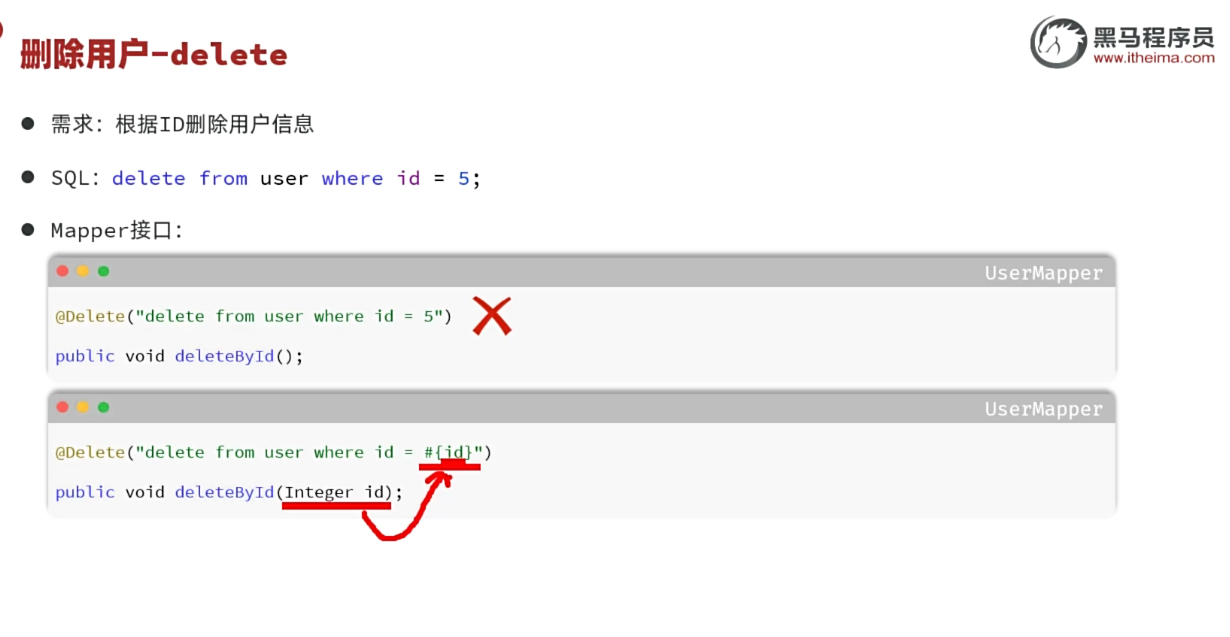 删除用户-delete
黑马程序员
www.itheima.com
需求：根据ID删除用户信息
SQL：delete from user where id = 5;
Mapper接口：
UserMapper
@Delete("delete from user where id = 5")
public void deleteById();
UserMapper
@Delete("delete from user where id = #{id}")
public void deleteById(Integer id);